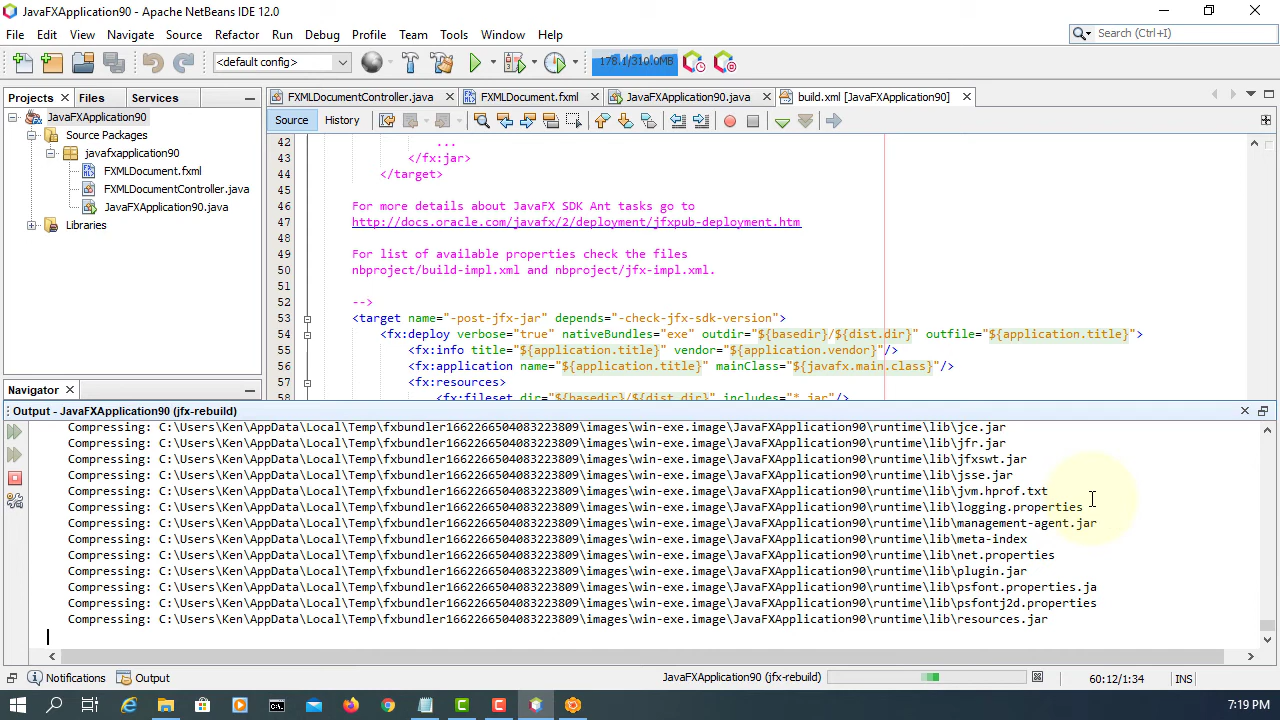 JavaFXApplication90 - Apache NetBeans IDE 12.0
File Edit View Navigate Source Refactor Run Debug Profile Team Tools Window Help
Search (Ctrl+I)
<default config>
178.1/310.0MB
Projects Files Services
FXMLDocumentController.java FXMLDocument.fxml JavaFXApplication90.java build.xml [JavaFXApplication90]
Source History
JavaFXApplication90
Source Packages
javafxapplication90
FXMLDocument.fxml
FXMLDocumentController.java
JavaFXApplication90.java
Libraries
Navigator
42 ...
43 </fx:jar>
44 </target>
45
46 For more details about JavaFX SDK Ant tasks go to
47 http://docs.oracle.com/javafx/2/deployment/jfxpub-deployment.htm
48
49 For list of available properties check the files
50 nbproject/build-impl.xml and nbproject/jfx-impl.xml.
51
52 -->
53 <target name="-post-jfx-jar" depends="-check-jfx-sdk-version">
54 <fx:deploy verbose="true" nativeBundles="exe" outdir="${basedir}/${dist.dir}" outfile="${application.title}">
55 <fx:info title="${application.title}" vendor="${application.vendor}"/>
56 <fx:application name="${application.title}" mainClass="${javafx.main.class}"/>
57 <fx:resources>
58 <fx:fileset dir="${basedir}/${dist.dir}" includes="*.jar"/>
Output - JavaFXApplication90 (jfx-rebuild)
Compressing: C:\Users\Ken\AppData\Local\Temp\fxbundler1662266504083223809\images\win-exe.image\JavaFXApplication90\runtime\lib\jce.jar
Compressing: C:\Users\Ken\AppData\Local\Temp\fxbundler1662266504083223809\images\win-exe.image\JavaFXApplication90\runtime\lib\jfr.jar
Compressing: C:\Users\Ken\AppData\Local\Temp\fxbundler1662266504083223809\images\win-exe.image\JavaFXApplication90\runtime\lib\jfxswt.jar
Compressing: C:\Users\Ken\AppData\Local\Temp\fxbundler1662266504083223809\images\win-exe.image\JavaFXApplication90\runtime\lib\jsse.jar
Compressing: C:\Users\Ken\AppData\Local\Temp\fxbundler1662266504083223809\images\win-exe.image\JavaFXApplication90\runtime\lib\jvm.hprof.txt
Compressing: C:\Users\Ken\AppData\Local\Temp\fxbundler1662266504083223809\images\win-exe.image\JavaFXApplication90\runtime\lib\logging.properties
Compressing: C:\Users\Ken\AppData\Local\Temp\fxbundler1662266504083223809\images\win-exe.image\JavaFXApplication90\runtime\lib\management-agent.jar
Compressing: C:\Users\Ken\AppData\Local\Temp\fxbundler1662266504083223809\images\win-exe.image\JavaFXApplication90\runtime\lib\meta-index
Compressing: C:\Users\Ken\AppData\Local\Temp\fxbundler1662266504083223809\images\win-exe.image\JavaFXApplication90\runtime\lib\net.properties
Compressing: C:\Users\Ken\AppData\Local\Temp\fxbundler1662266504083223809\images\win-exe.image\JavaFXApplication90\runtime\lib\plugin.jar
Compressing: C:\Users\Ken\AppData\Local\Temp\fxbundler1662266504083223809\images\win-exe.image\JavaFXApplication90\runtime\lib\psfont.properties.ja
Compressing: C:\Users\Ken\AppData\Local\Temp\fxbundler1662266504083223809\images\win-exe.image\JavaFXApplication90\runtime\lib\psfontj2d.properties
Compressing: C:\Users\Ken\AppData\Local\Temp\fxbundler1662266504083223809\images\win-exe.image\JavaFXApplication90\runtime\lib\resources.jar
Notifications Output JavaFXApplication90 (jfx-rebuild) 60:12/1:34 INS
7:19 PM